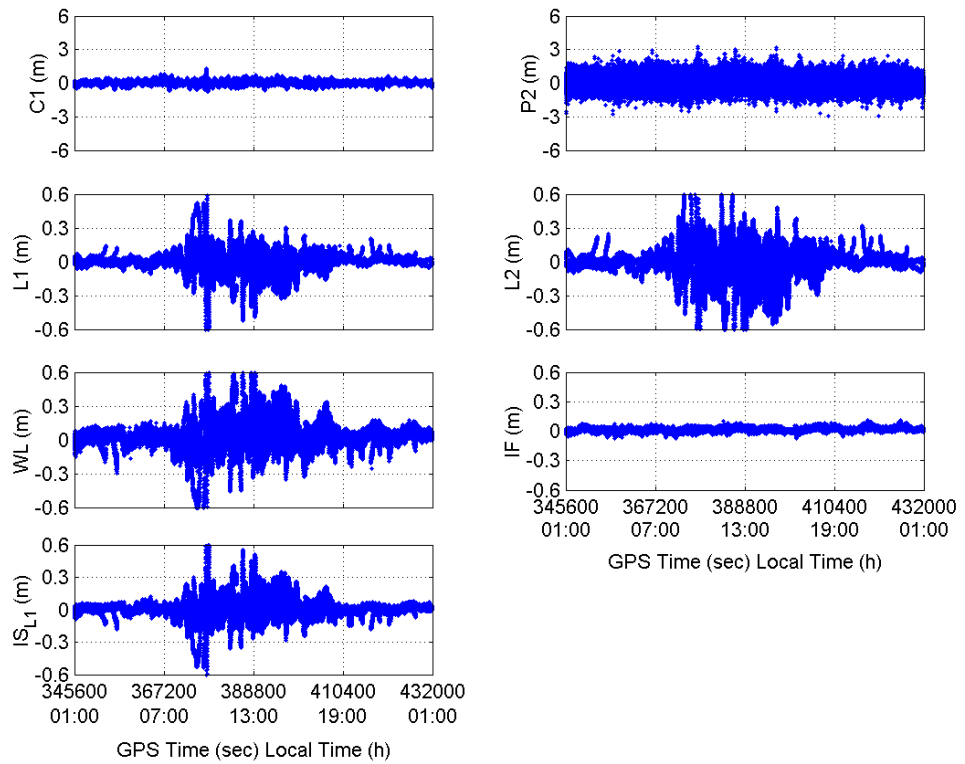 6
3
0
-3
-6
C1 (m)
6
3
0
-3
-6
P2 (m)
0.6
0.3
0
-0.3
-0.6
L1 (m)
0.6
0.3
0
-0.3
-0.6
L2 (m)
0.6
0.3
0
-0.3
-0.6
WL (m)
0.6
0.3
0
-0.3
-0.6
IF (m)
345600 367200 388800 410400 432000
01:00 07:00 13:00 19:00 01:00
GPS Time (sec) Local Time (h)
0.6
0.3
0
-0.3
-0.6
IS_L1 (m)
345600 367200 388800 410400 432000
01:00 07:00 13:00 19:00 01:00
GPS Time (sec) Local Time (h)